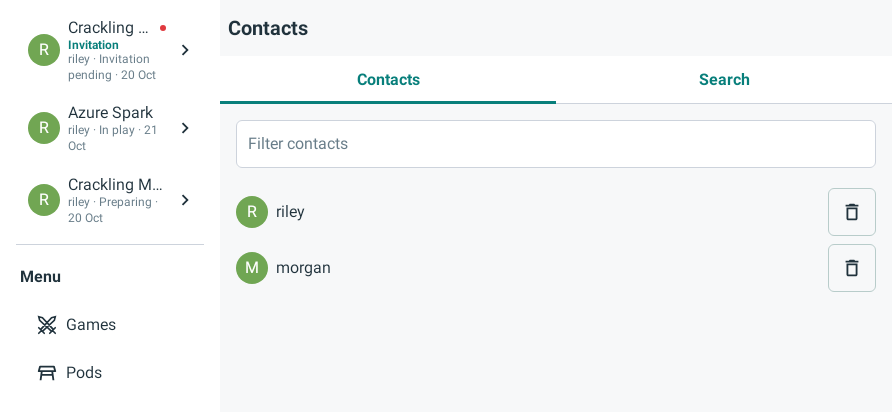 R
Crackling ...
Invitation
riley · Invitation
pending · 20 Oct
R
Azure Spark
riley · In play · 21
Oct
R
Crackling M...
riley · Preparing ·
20 Oct
Menu
Games
Pods
Contacts
Contacts
Search
Filter contacts
R
riley
M
morgan